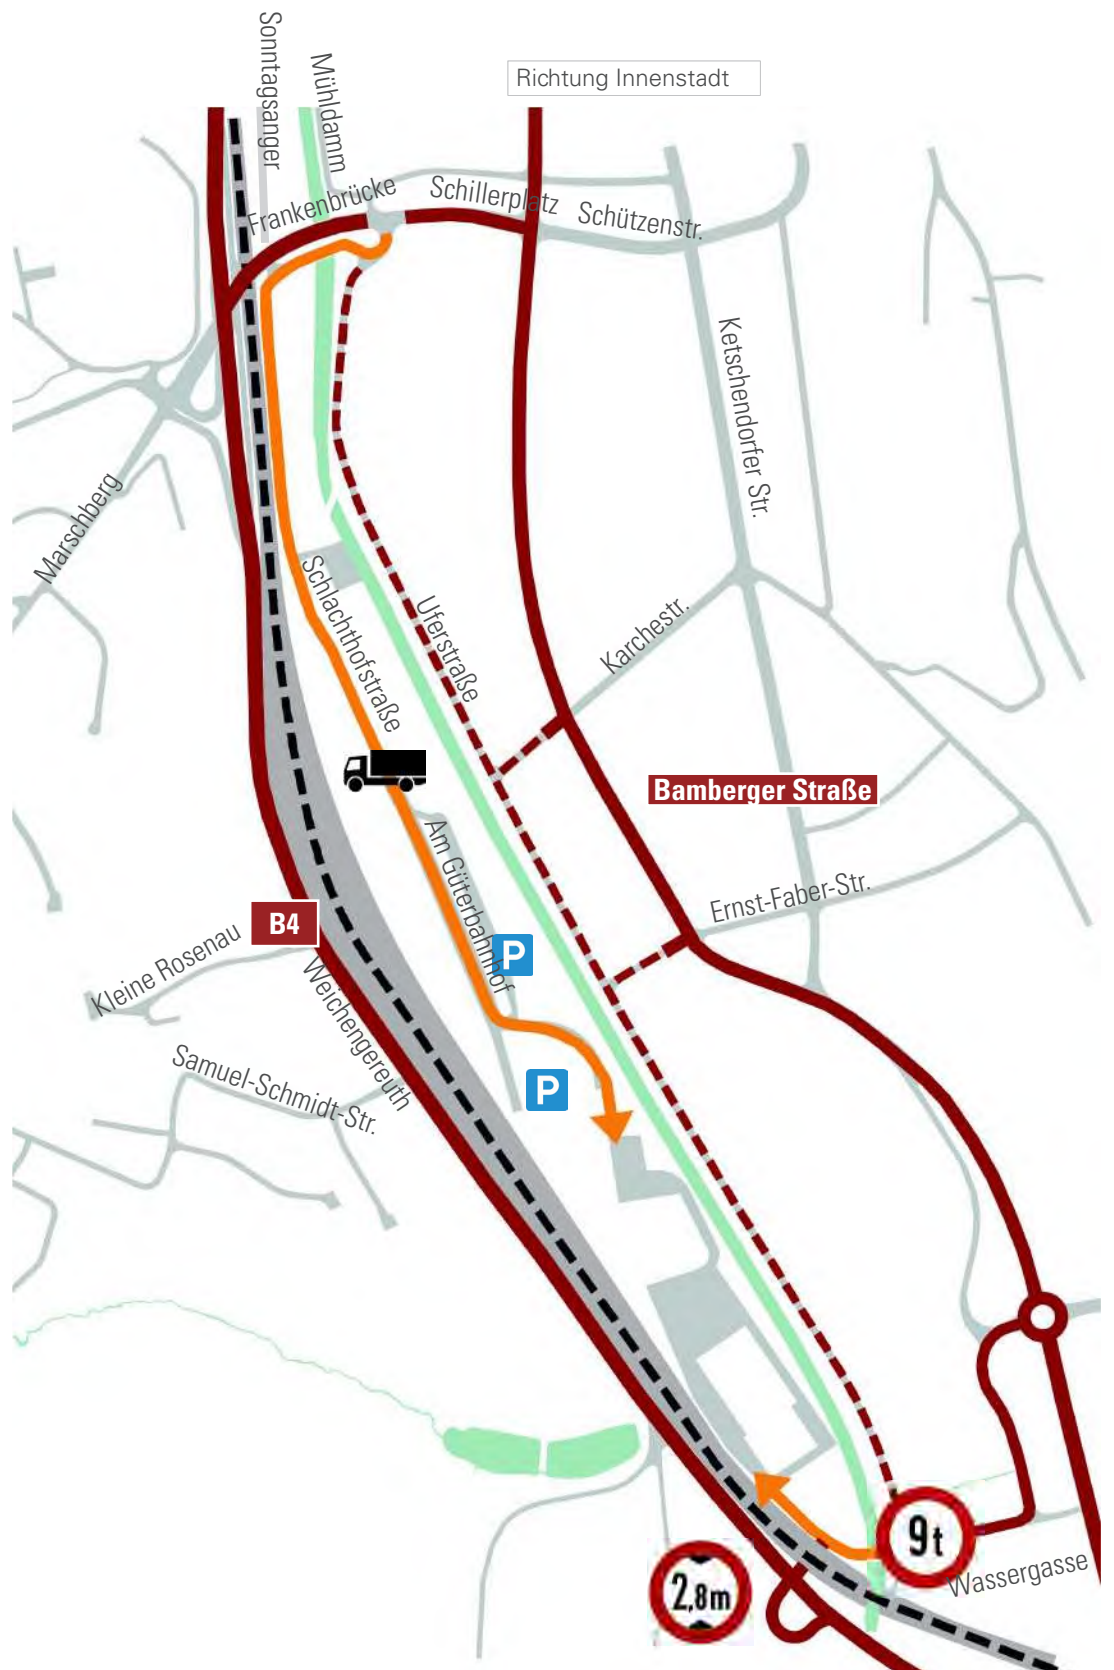 Sonntagsanger
Mühldamm
Richtung Innenstadt
Frankenbrücke
Schillerplatz
Schützenstr.
Ketschendorfer Str.
Marschberg
Schlachthofstraße
Uferstraße
Karchestr.
Bamberger Straße
Am Güterbahnhof
Ernst-Faber-Str.
B4
Kleine Rosenau
P
Weichengereuth
Samuel-Schmidt-Str.
P
9t
2,8m
Wassergasse